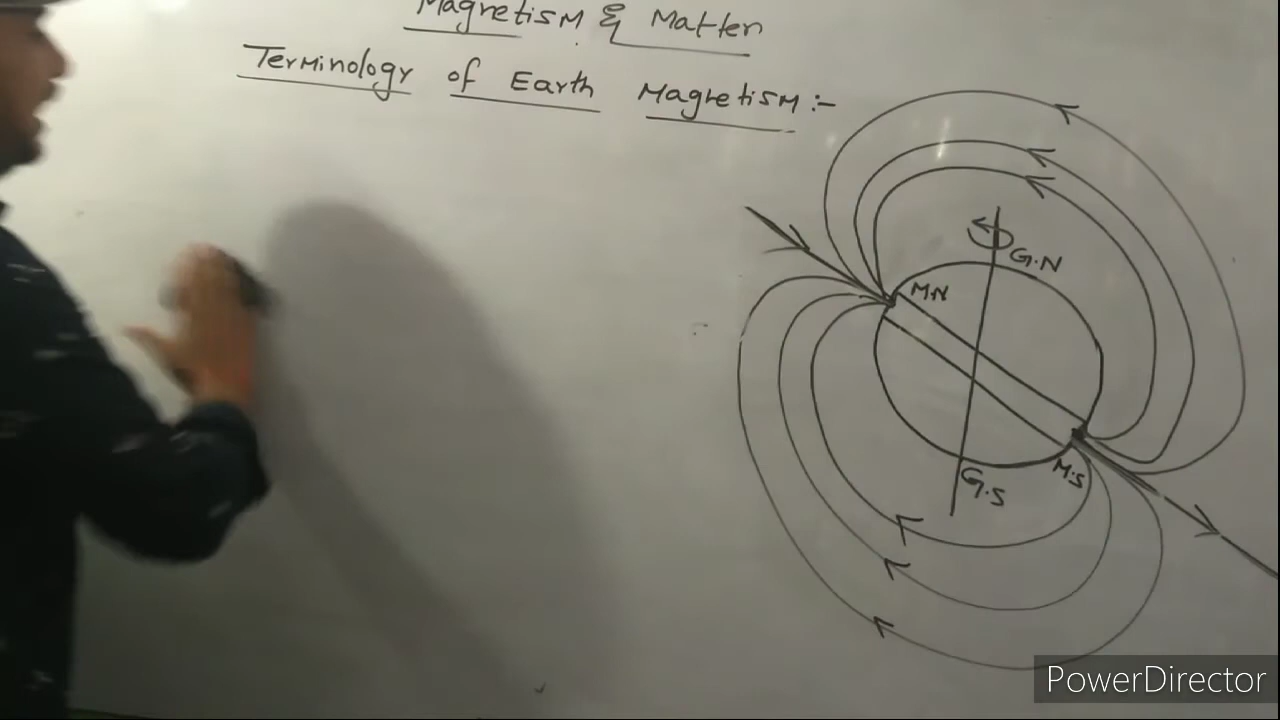 Magnetism & Matter
Terminology of Earth Magnetism :-
G.N
M.N
M.S
G.S
PowerDirector